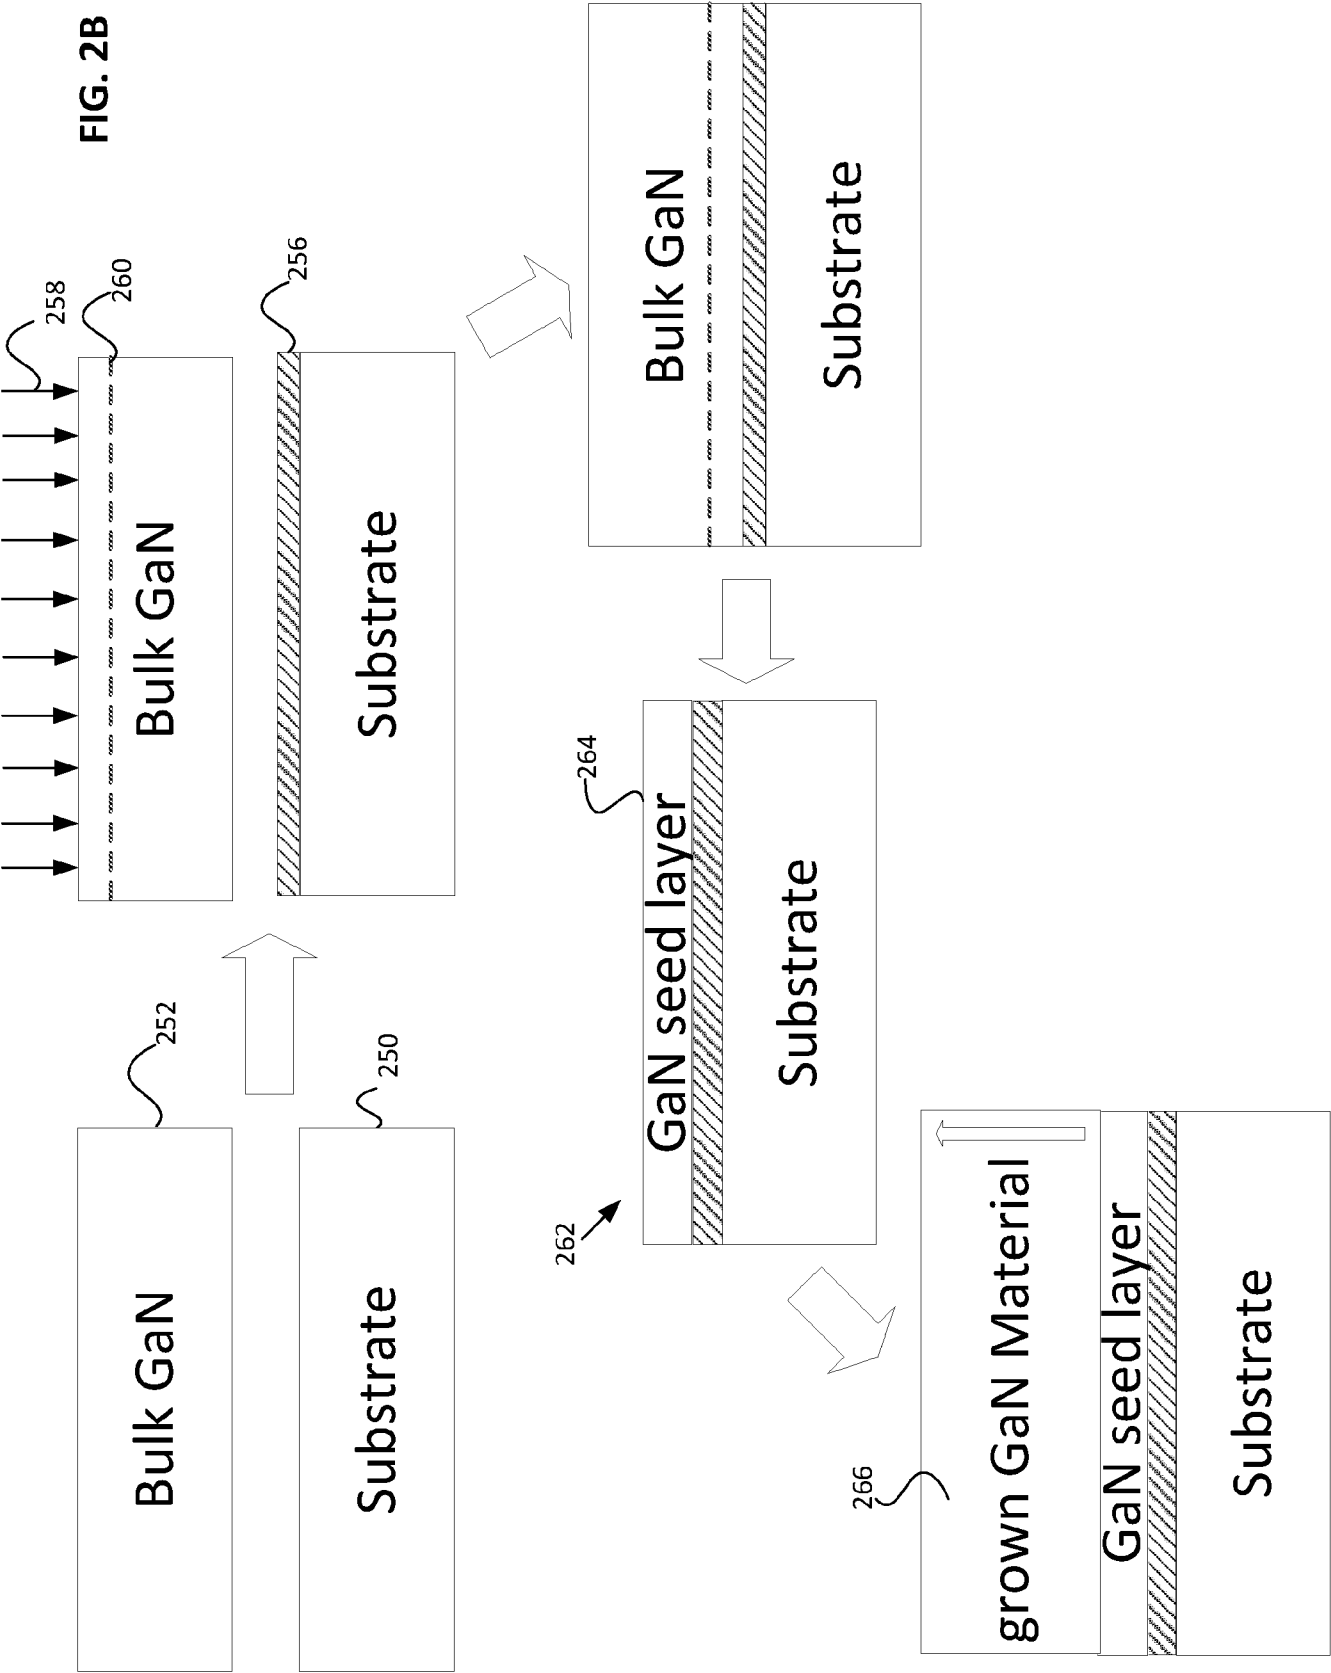 FIG. 2B
Bulk GaN
252
Substrate
250
258
260
Bulk GaN
256
Substrate
Bulk GaN
Substrate
262
264
GaN seed layer
Substrate
266
grown GaN Material
GaN seed layer
Substrate